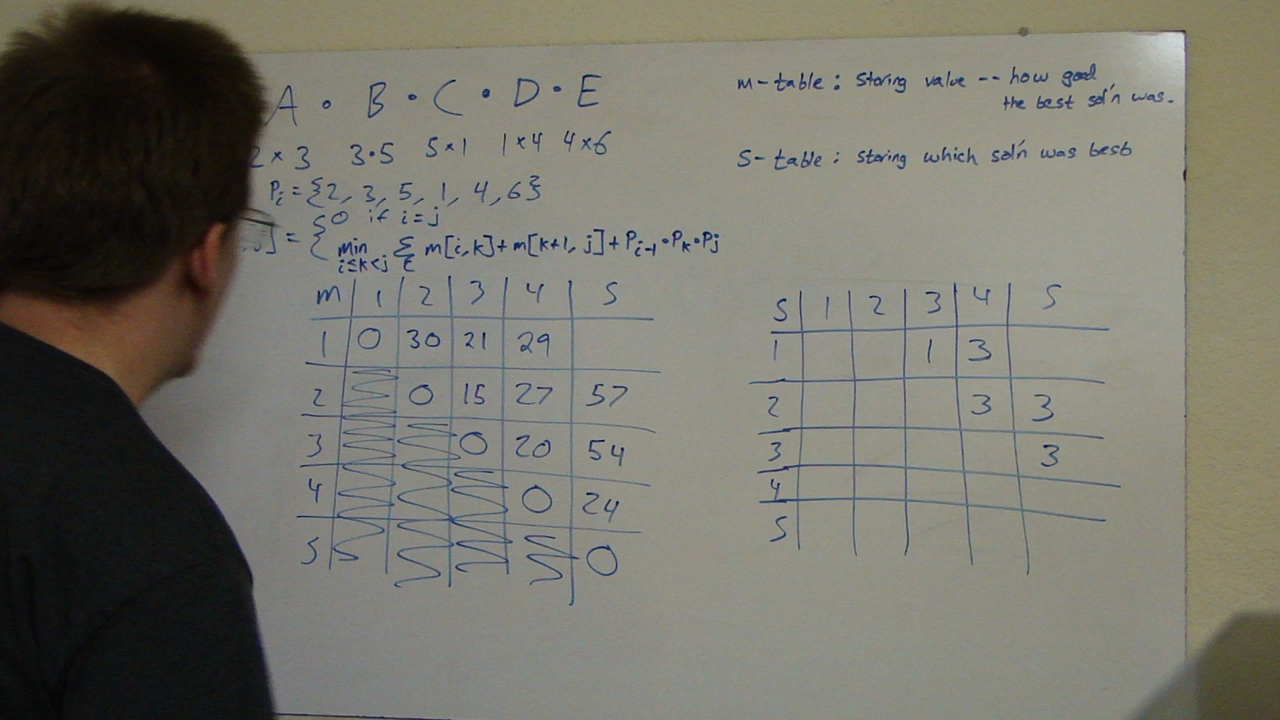 A · B · C · D · E
2 × 3 3·5 5×1 1×4 4×6
m-table : Storing value -- how good
the best sol'n was.
S-table : storing which sol'n was best
Pi = {2, 3, 5, 1, 4, 6}
] = { 0 if i=j
min i≤k<j Σ m[i,k]+m[k+1, j]+Pi-1·Pk·Pj
m 1 2 3 4 5
1 0 30 21 29
2 0 15 27 57
3 0 20 54
4 0 24
5 0
S 1 2 3 4 5
1 1 3
2 3 3
3 3
4
5